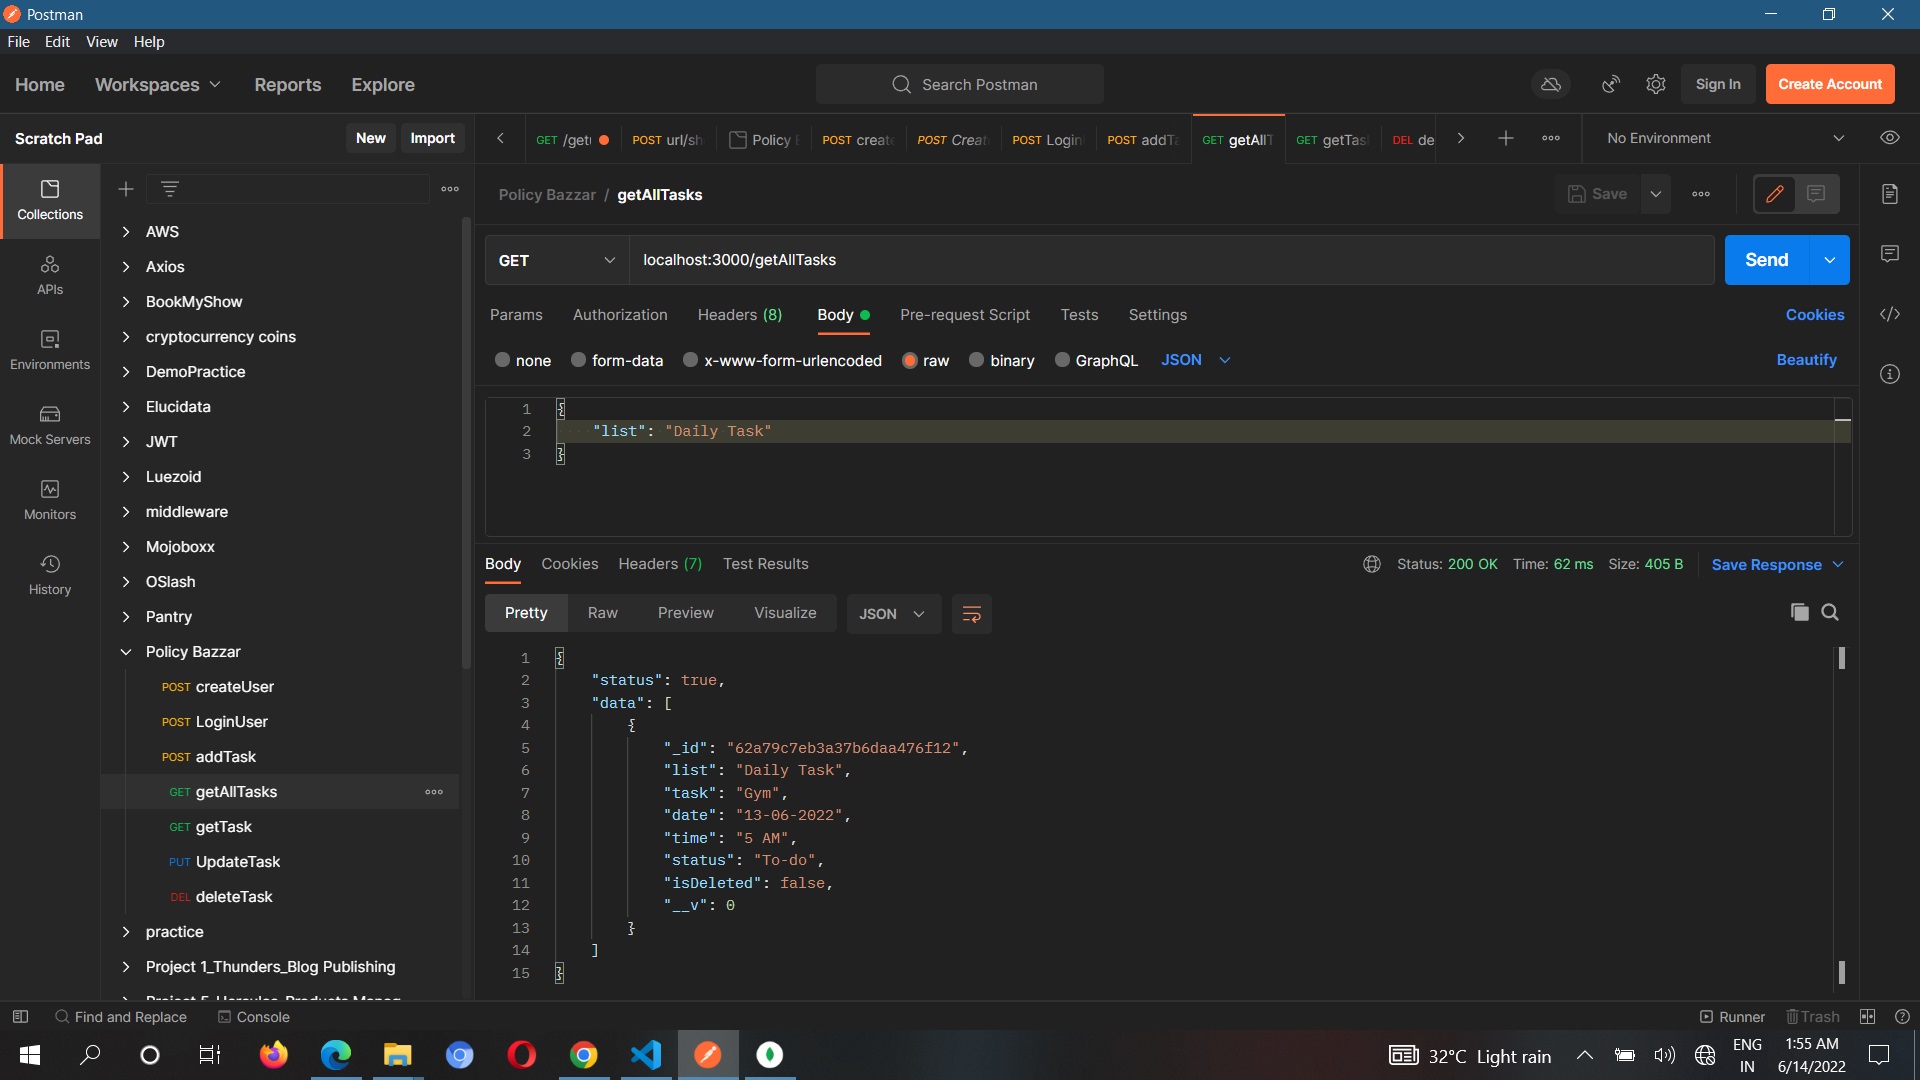 Postman
File Edit View Help
Home Workspaces Reports Explore Search Postman Sign In Create Account
Scratch Pad New Import GET /get POST url/sh Policy POST creat POST Creat POST Login POST addT GET getAllT GET getTas DEL de No Environment
Collections
APIs
Environments
Mock Servers
Monitors
History
AWS
Axios
BookMyShow
cryptocurrency coins
DemoPractice
Elucidata
JWT
Luezoid
middleware
Mojoboxx
OSlash
Pantry
Policy Bazzar
POST createUser
POST LoginUser
POST addTask
GET getAllTasks
GET getTask
PUT UpdateTask
DEL deleteTask
practice
Project 1_Thunders_Blog Publishing
Policy Bazzar / getAllTasks Save
GET localhost:3000/getAllTasks Send
Params Authorization Headers (8) Body Pre-request Script Tests Settings Cookies
none form-data x-www-form-urlencoded raw binary GraphQL JSON Beautify
1 {
2 "list": "Daily Task"
3 }
Body Cookies Headers (7) Test Results Status: 200 OK Time: 62 ms Size: 405 B Save Response
Pretty Raw Preview Visualize JSON
1 {
2 "status": true,
3 "data": [
4 {
5 "_id": "62a79c7eb3a37b6daa476f12",
6 "list": "Daily Task",
7 "task": "Gym",
8 "date": "13-06-2022",
9 "time": "5 AM",
10 "status": "To-do",
11 "isDeleted": false,
12 "__v": 0
13 }
14 ]
15 }
Find and Replace Console Runner Trash
32°C Light rain ENG IN 1:55 AM 6/14/2022